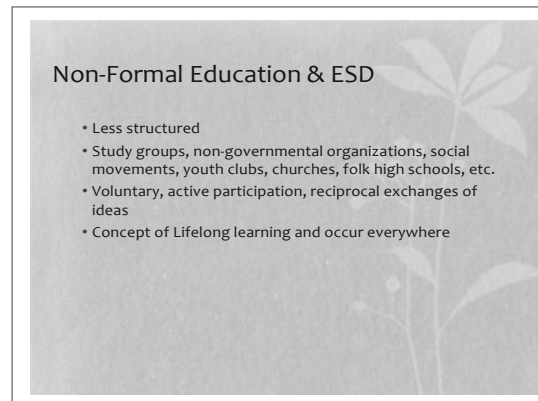 Non-Formal Education & ESD
• Less structured
• Study groups, non-governmental organizations, social
movements, youth clubs, churches, folk high schools, etc.
• Voluntary, active participation, reciprocal exchanges of
ideas
• Concept of Lifelong learning and occur everywhere